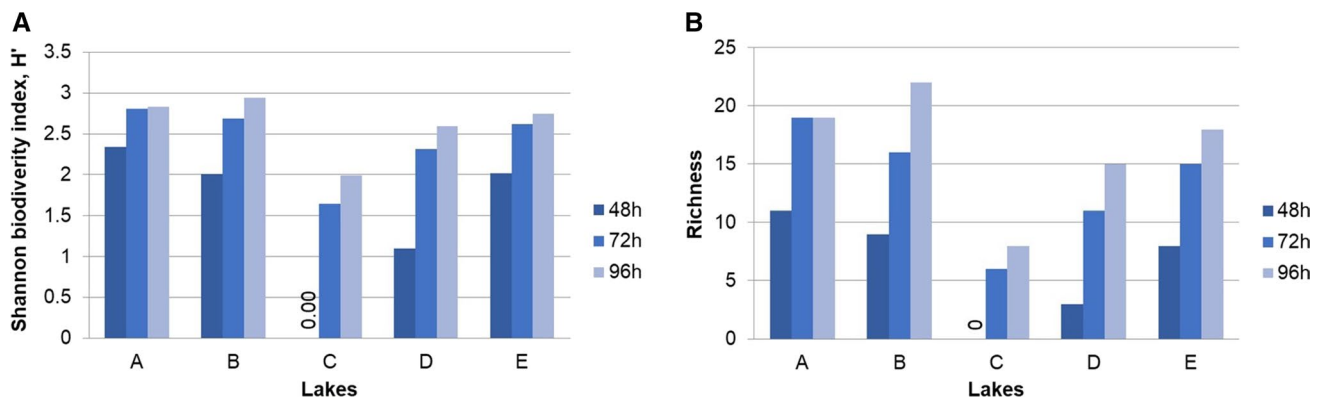 A
Shannon biodiverity index, H'
3.5
3
2.5
2
1.5
1
0.5
0
0.00
A B C D E
Lakes
48h
72h
96h
B
Richness
25
20
15
10
5
0
0
A B C D E
Lakes
48h
72h
96h